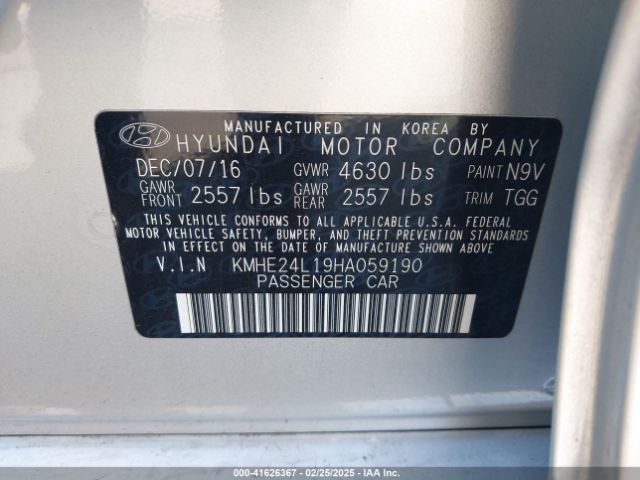 MANUFACTURED IN KOREA BY
HYUNDAI MOTOR COMPANY
DEC/07/16 GVWR 4630 lbs PAINT N9V
GAWR FRONT 2557 lbs GAWR REAR 2557 lbs TRIM TGG
THIS VEHICLE CONFORMS TO ALL APPLICABLE U.S.A. FEDERAL
MOTOR VEHICLE SAFETY, BUMPER, AND THEFT PREVENTION STANDARDS
IN EFFECT ON THE DATE OF MANUFACTURE SHOWN ABOVE.
V.I.N KMHE24L19HA059190
PASSENGER CAR
000-41626367 - 02/25/2025 - IAA Inc.